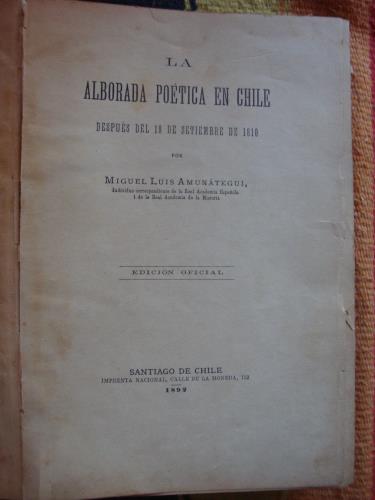 LA
ALBORADA POÉTICA EN CHILE
DESPUÉS DEL 18 DE SETIEMBRE DE 1810
POR
MIGUEL LUIS AMUNÁTEGUI,
Individuo correspondiente de la Real Academia Española
i de la Real Academia de la Historia
EDICION OFICIAL
SANTIAGO DE CHILE
IMPRENTA NACIONAL, CALLE DE LA MONEDA, 112
1892